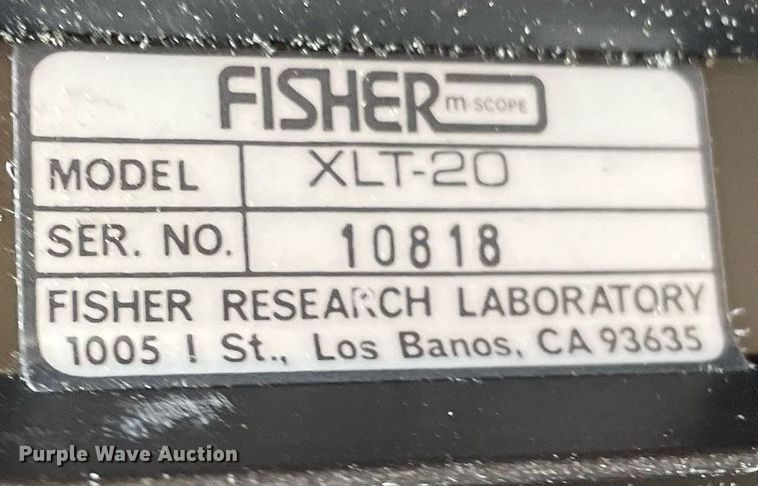 FISHER m-scope
MODEL XLT-20
SER. NO. 10818
FISHER RESEARCH LABORATORY
1005 I St., Los Banos, CA 93635
Purple Wave Auction